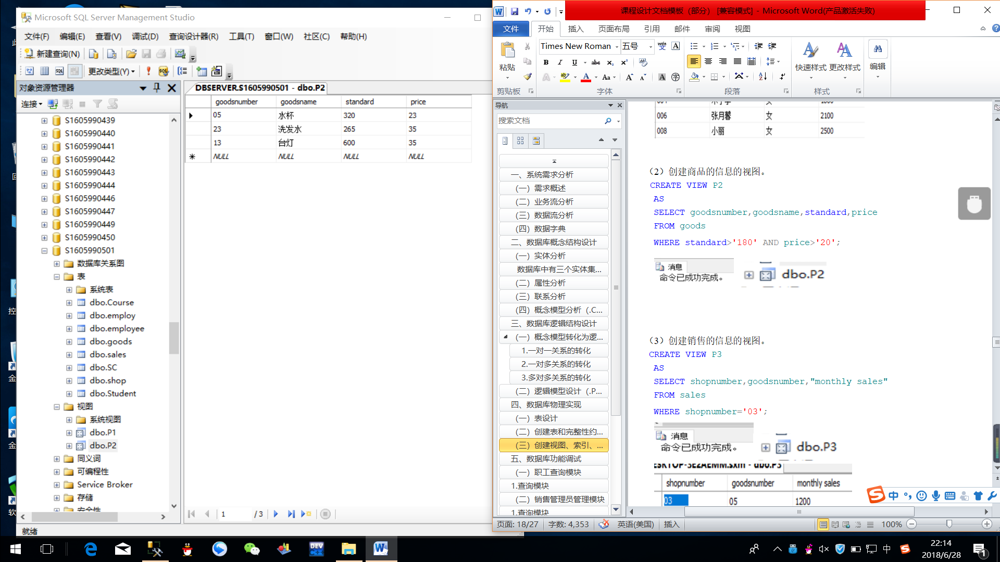 Microsoft SQL Server Management Studio
文件(F) 编辑(E) 查看(V) 调试(D) 查询设计器(R) 工具(T) 窗口(W) 社区(C) 帮助(H)
新建查询(N)
更改类型(Y)
对象资源管理器
连接
S1605990439
S1605990440
S1605990441
S1605990442
S1605990443
S1605990444
S1605990446
S1605990447
S1605990449
S1605990450
S1605990501
数据库关系图
表
系统表
dbo.Course
dbo.employ
dbo.employee
dbo.goods
dbo.sales
dbo.SC
dbo.shop
dbo.Student
视图
系统视图
dbo.P1
dbo.P2
同义词
可编程性
Service Broker
存储
安全性
就绪
DBSERVER.S1605990501 - dbo.P2
goodsnumber goodsname standard price
05 水杯 320 23
23 洗发水 265 35
13 台灯 600 35
NULL NULL NULL NULL
1 / 3
课程设计文档模板（部分） [兼容模式] - Microsoft Word(产品激活失败)
文件 开始 插入 页面布局 引用 邮件 审阅 视图
Times New Roman 五号
粘贴
快速样式 更改样式 编辑
剪贴板 字体 段落 样式
导航
搜索文档
一、系统需求分析
（一）需求概述
（二）业务流分析
（三）数据流分析
（四）数据字典
二、数据库概念结构设计
（一）实体分析
数据库中有三个实体集...
（二）属性分析
（三）联系分析
（四）概念模型分析（.C...
三、数据库逻辑结构设计
（一）概念模型转化为逻...
1.一对一关系的转化
2.一对多关系的转化
3.多对多关系的转化
（二）逻辑模型设计（.P...
四、数据库物理实现
（一）表设计
（二）创建表和完整性约...
（三）创建视图、索引、...
五、数据库功能调试
（一）职工查询模块
1.查询模块
（二）销售管理员管理模块
1.查询模块
006 张月馨 女 2100
008 小丽 女 2500
（2）创建商品的信息的视图。
CREATE VIEW P2
AS
SELECT goodsnumber,goodsname,standard,price
FROM goods
WHERE standard>'180' AND price>'20';
消息
命令已成功完成。
dbo.P2
（3）创建销售的信息的视图。
CREATE VIEW P3
AS
SELECT shopnumber,goodsnumber,"monthly sales"
FROM sales
WHERE shopnumber='03';
消息
命令已成功完成。
dbo.P3
ESKTOP-5E2AEMM.sxm - dbo.P3
shopnumber goodsnumber monthly sales
03 05 1200
中
页面: 18/27 字数: 4,353 英语(美国) 插入 100%
DEV C++
中
22:14
2018/6/28
1